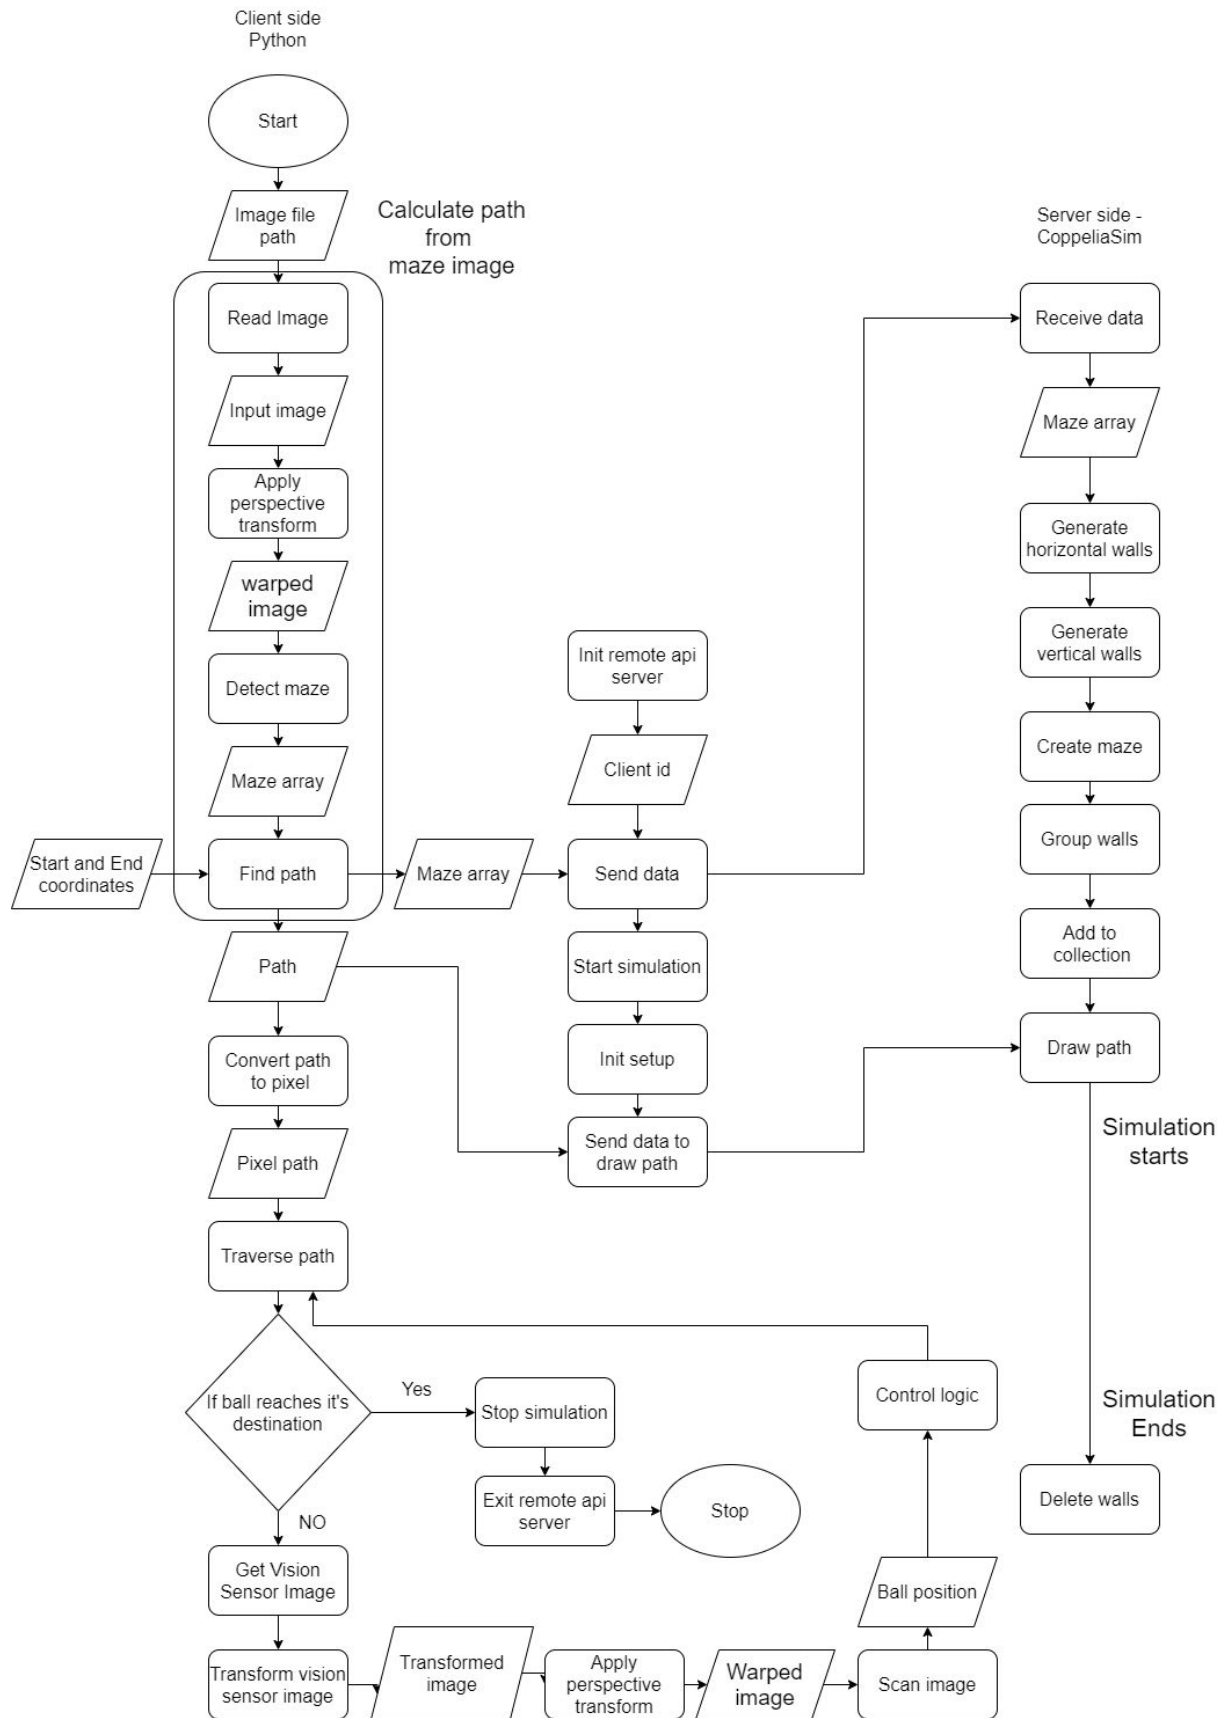 Client side
Python
Start
Image file
path
Calculate path
from
maze image
Server side -
CoppeliaSim
Read Image
Receive data
Input image
Maze array
Apply
perspective
transform
Generate
horizontal walls
warped
image
Generate
vertical walls
Init remote api
server
Detect maze
Create maze
Client id
Maze array
Group walls
Start and End
coordinates
Find path
Maze array
Send data
Add to
collection
Path
Start simulation
Draw path
Convert path
to pixel
Init setup
Simulation
starts
Pixel path
Send data to
draw path
Traverse path
If ball reaches it's
destination
Yes
Stop simulation
Control logic
Simulation
Ends
Exit remote api
server
Stop
Delete walls
NO
Get Vision
Sensor Image
Ball position
Transform vision
sensor image
Transformed
image
Apply
perspective
transform
Warped
image
Scan image